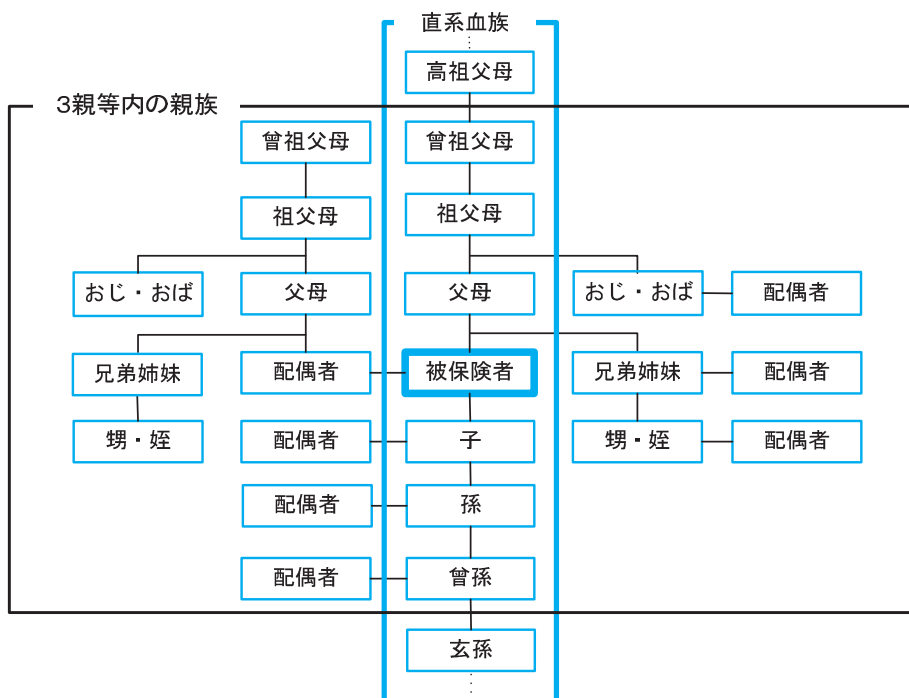 直系血族
高祖父母
3親等内の親族
曾祖父母
曾祖父母
祖父母
祖父母
おじ・おば
父母
父母
おじ・おば
配偶者
兄弟姉妹
配偶者
被保険者
兄弟姉妹
配偶者
甥・姪
配偶者
子
甥・姪
配偶者
配偶者
孫
配偶者
曾孫
玄孫